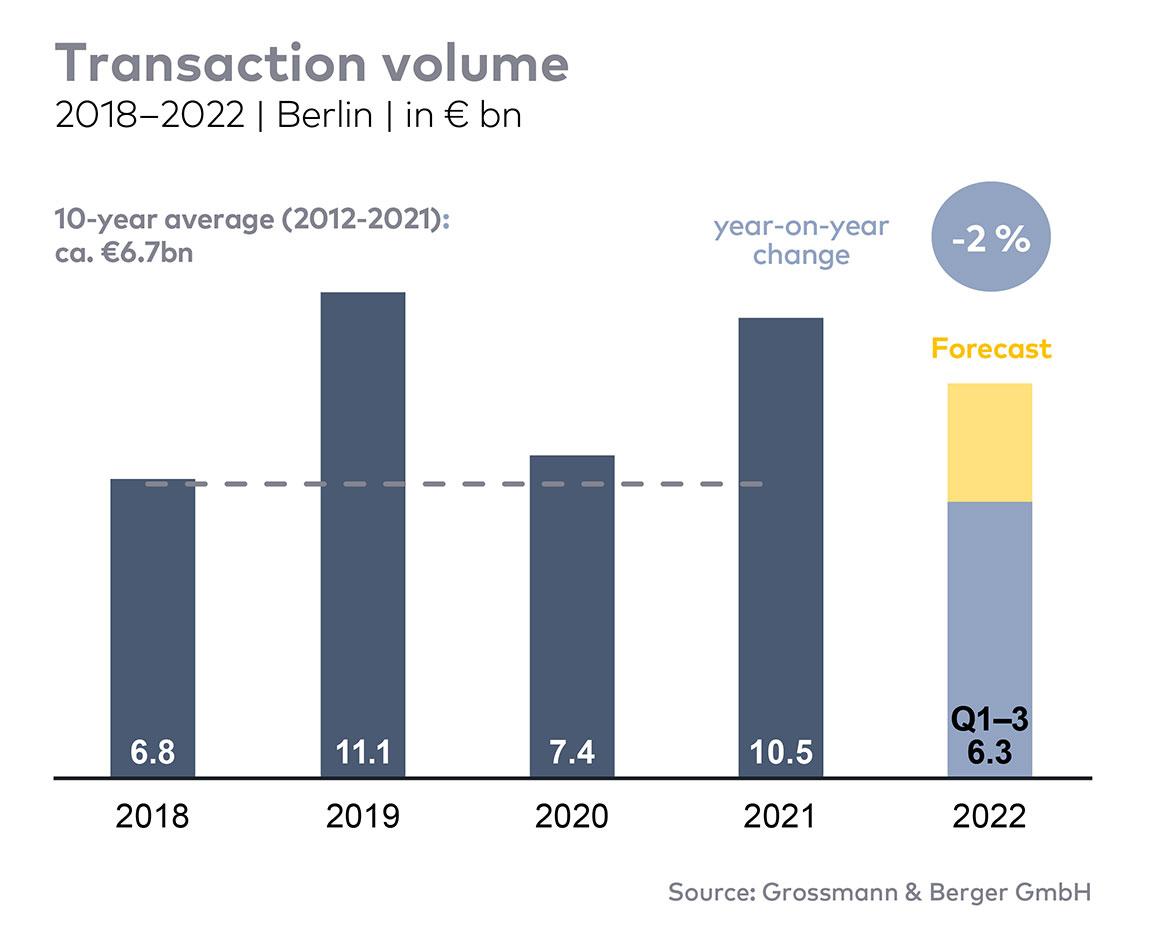 Transaction volume
2018–2022 | Berlin | in € bn
10-year average (2012-2021):
ca. €6.7bn
year-on-year
change
-2 %
Forecast
6.8
11.1
7.4
10.5
Q1–3
6.3
2018
2019
2020
2021
2022
Source: Grossmann & Berger GmbH